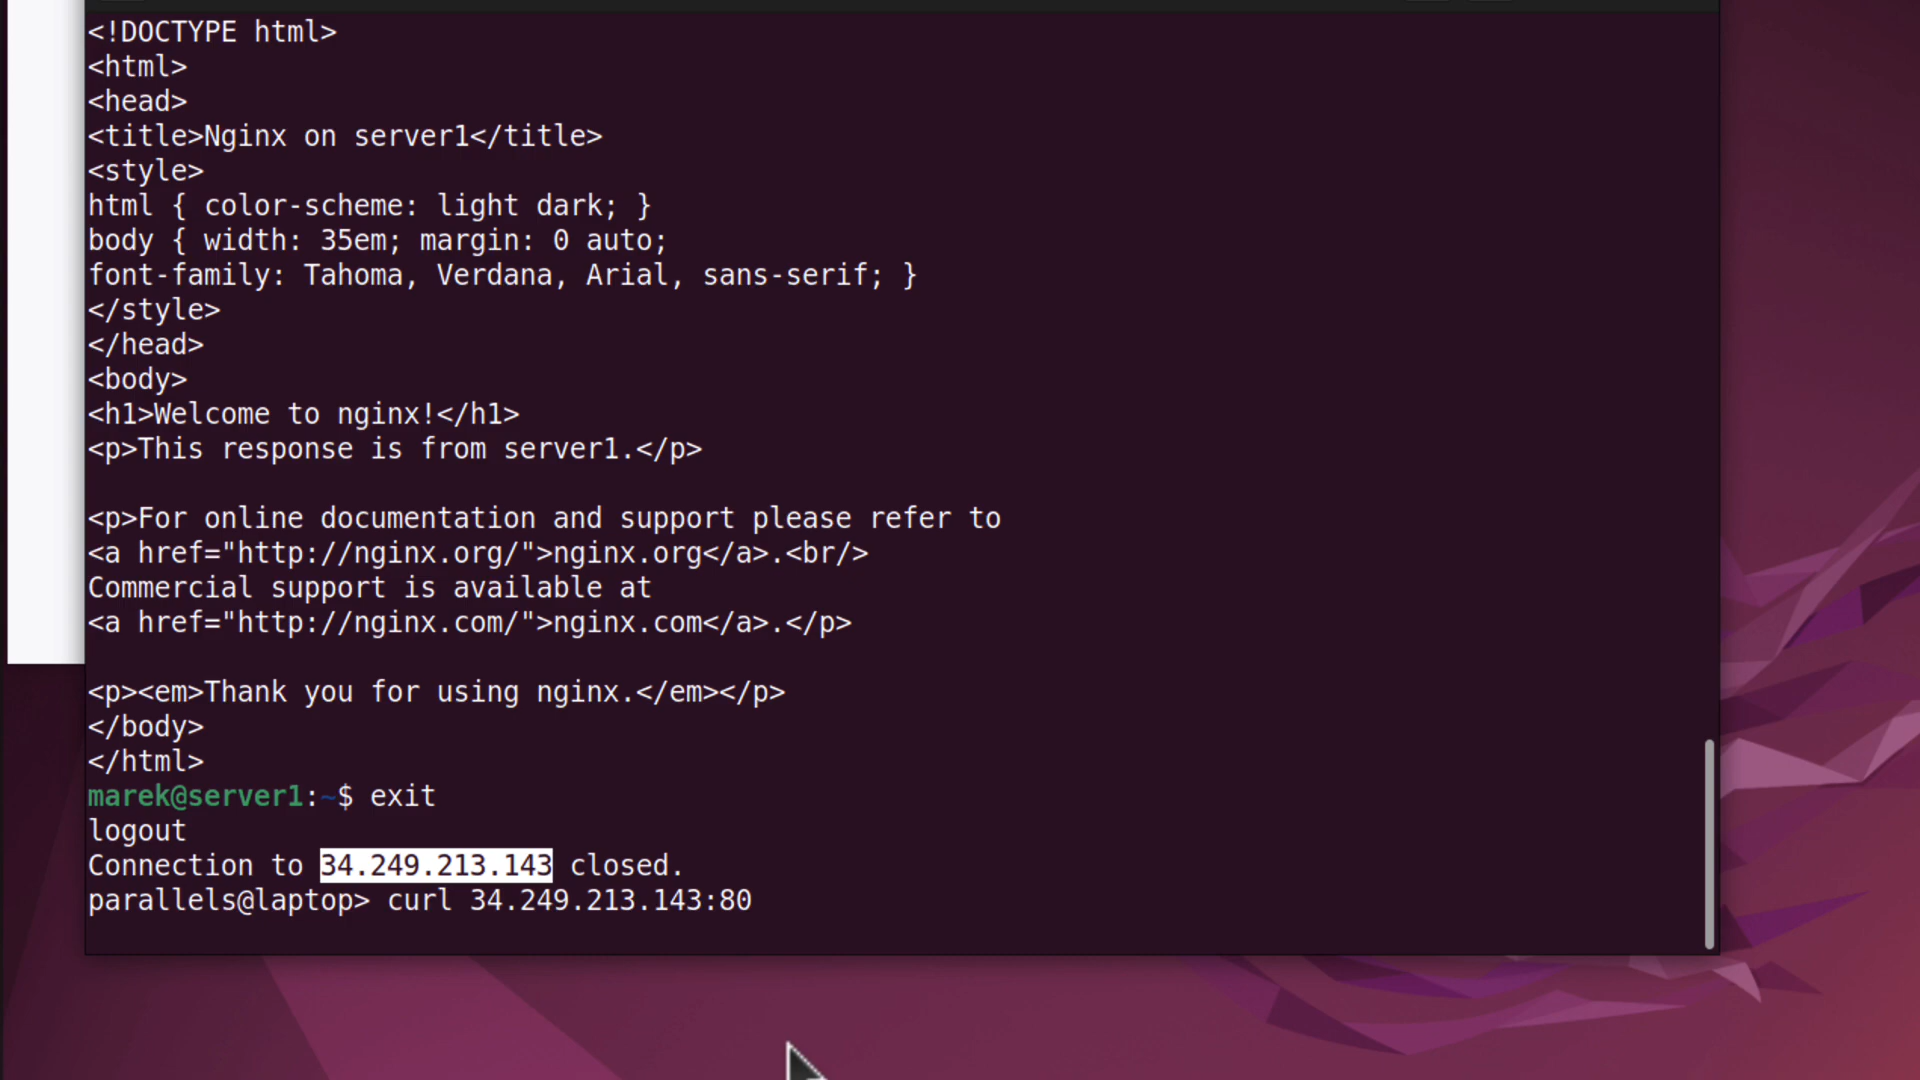 <!DOCTYPE html>
<html>
<head>
<title>Nginx on server1</title>
<style>
html { color-scheme: light dark; }
body { width: 35em; margin: 0 auto;
font-family: Tahoma, Verdana, Arial, sans-serif; }
</style>
</head>
<body>
<h1>Welcome to nginx!</h1>
<p>This response is from server1.</p>

<p>For online documentation and support please refer to
<a href="http://nginx.org/">nginx.org</a>.<br/>
Commercial support is available at
<a href="http://nginx.com/">nginx.com</a>.</p>

<p><em>Thank you for using nginx.</em></p>
</body>
</html>
marek@server1:~$ exit
logout
Connection to 34.249.213.143 closed.
parallels@laptop> curl 34.249.213.143:80